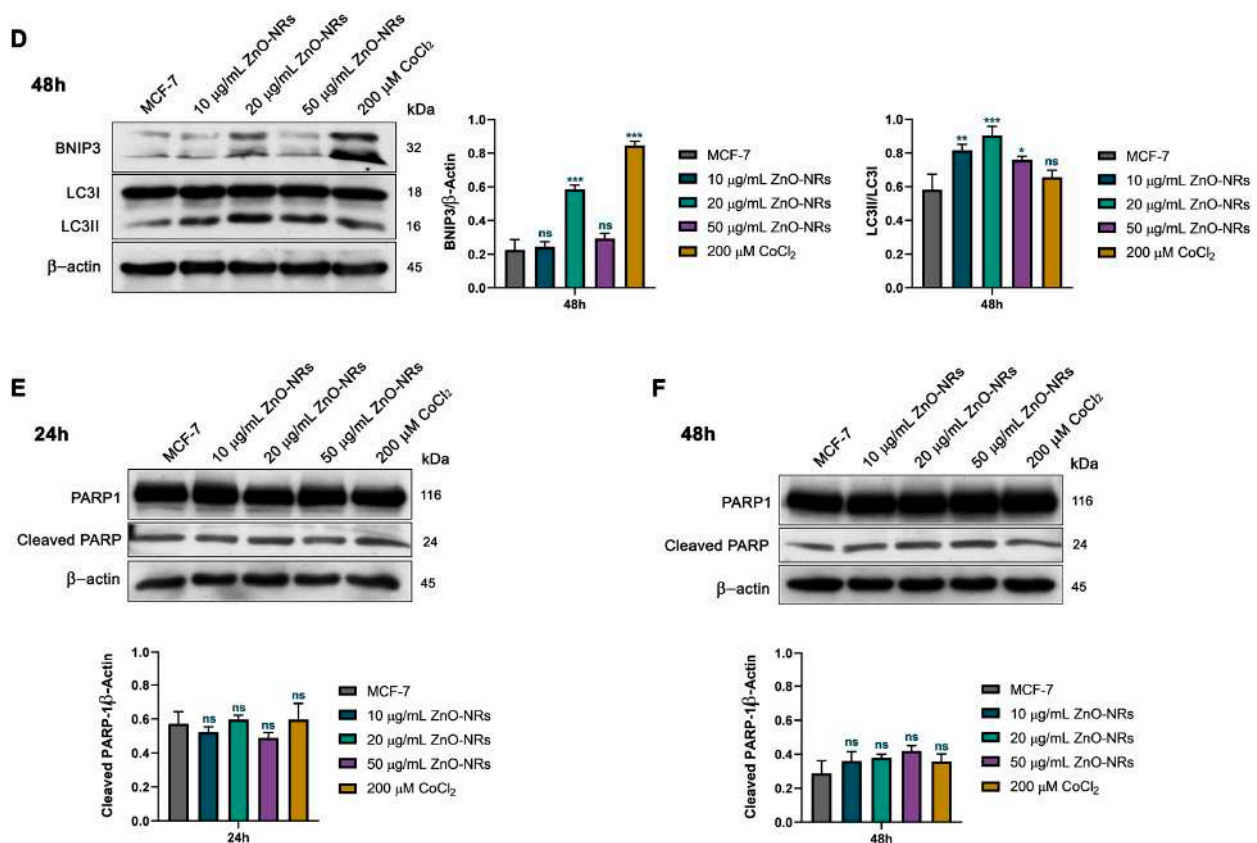 D
48h
MCF-7
10 µg/mL ZnO-NRs
20 µg/mL ZnO-NRs
50 µg/mL ZnO-NRs
200 µM CoCl₂
kDa
BNIP3
32
LC3I
18
LC3II
16
β–actin
45
BNIP3/β-Actin
1.0
0.8
0.6
0.4
0.2
0.0
ns
***
ns
***
48h
MCF-7
10 µg/mL ZnO-NRs
20 µg/mL ZnO-NRs
50 µg/mL ZnO-NRs
200 µM CoCl₂
LC3II/LC3I
1.0
0.8
0.6
0.4
0.2
0.0
**
***
*
ns
48h
MCF-7
10 µg/mL ZnO-NRs
20 µg/mL ZnO-NRs
50 µg/mL ZnO-NRs
200 µM CoCl₂
E
24h
MCF-7
10 µg/mL ZnO-NRs
20 µg/mL ZnO-NRs
50 µg/mL ZnO-NRs
200 µM CoCl₂
kDa
PARP1
116
Cleaved PARP
24
β–actin
45
Cleaved PARP-1β-Actin
1.0
0.8
0.6
0.4
0.2
0.0
ns
ns
ns
ns
24h
MCF-7
10 µg/mL ZnO-NRs
20 µg/mL ZnO-NRs
50 µg/mL ZnO-NRs
200 µM CoCl₂
F
48h
MCF-7
10 µg/mL ZnO-NRs
20 µg/mL ZnO-NRs
50 µg/mL ZnO-NRs
200 µM CoCl₂
kDa
PARP1
116
Cleaved PARP
24
β–actin
45
Cleaved PARP-1β-Actin
1.0
0.8
0.6
0.4
0.2
0.0
ns
ns
ns
ns
48h
MCF-7
10 µg/mL ZnO-NRs
20 µg/mL ZnO-NRs
50 µg/mL ZnO-NRs
200 µM CoCl₂